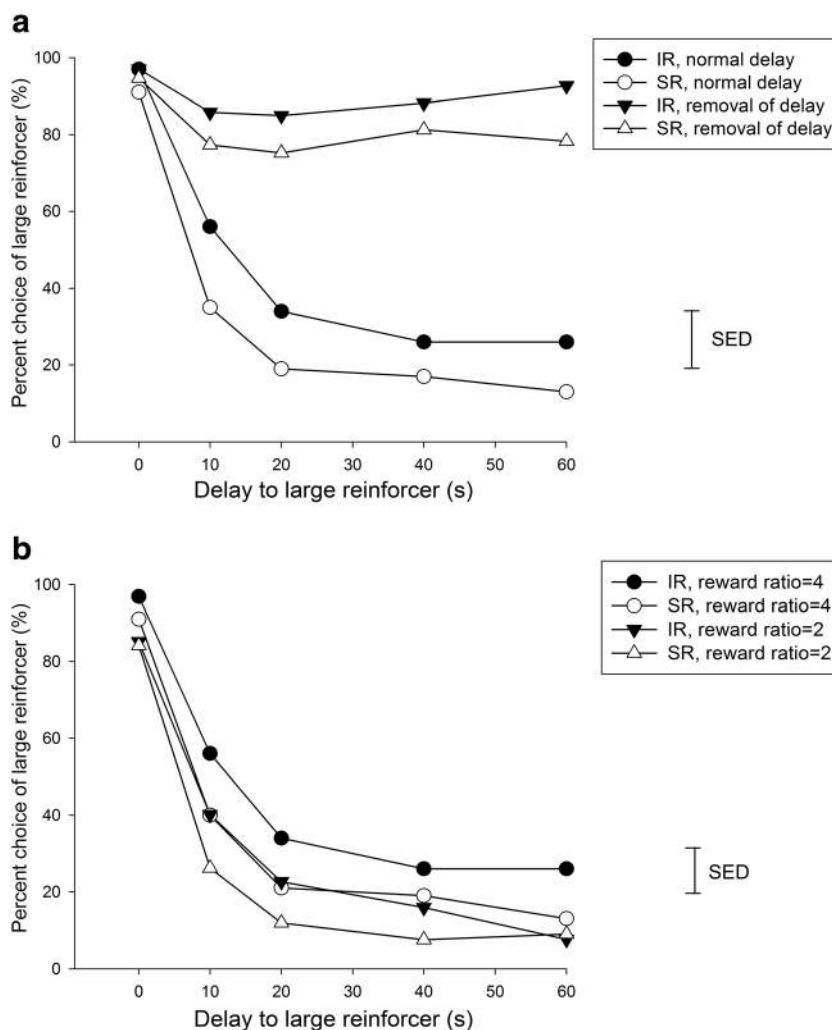 a
Percent choice of large reinforcer (%)
100
80
60
40
20
0
0 10 20 30 40 50 60
Delay to large reinforcer (s)
IR, normal delay
SR, normal delay
IR, removal of delay
SR, removal of delay
SED
b
Percent choice of large reinforcer (%)
100
80
60
40
20
0
0 10 20 30 40 50 60
Delay to large reinforcer (s)
IR, reward ratio=4
SR, reward ratio=4
IR, reward ratio=2
SR, reward ratio=2
SED